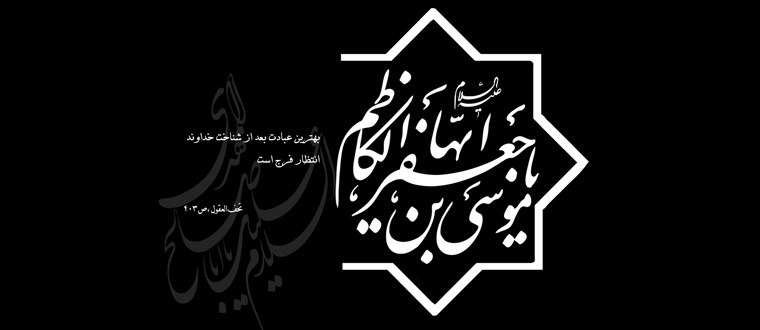 علیه السلام
یا موسی بن جعفر ایها الکاظم
بهترین عبادت بعد از شناخت خداوند
انتظار فرج است
تحف العقول ،ص ۴۰۳